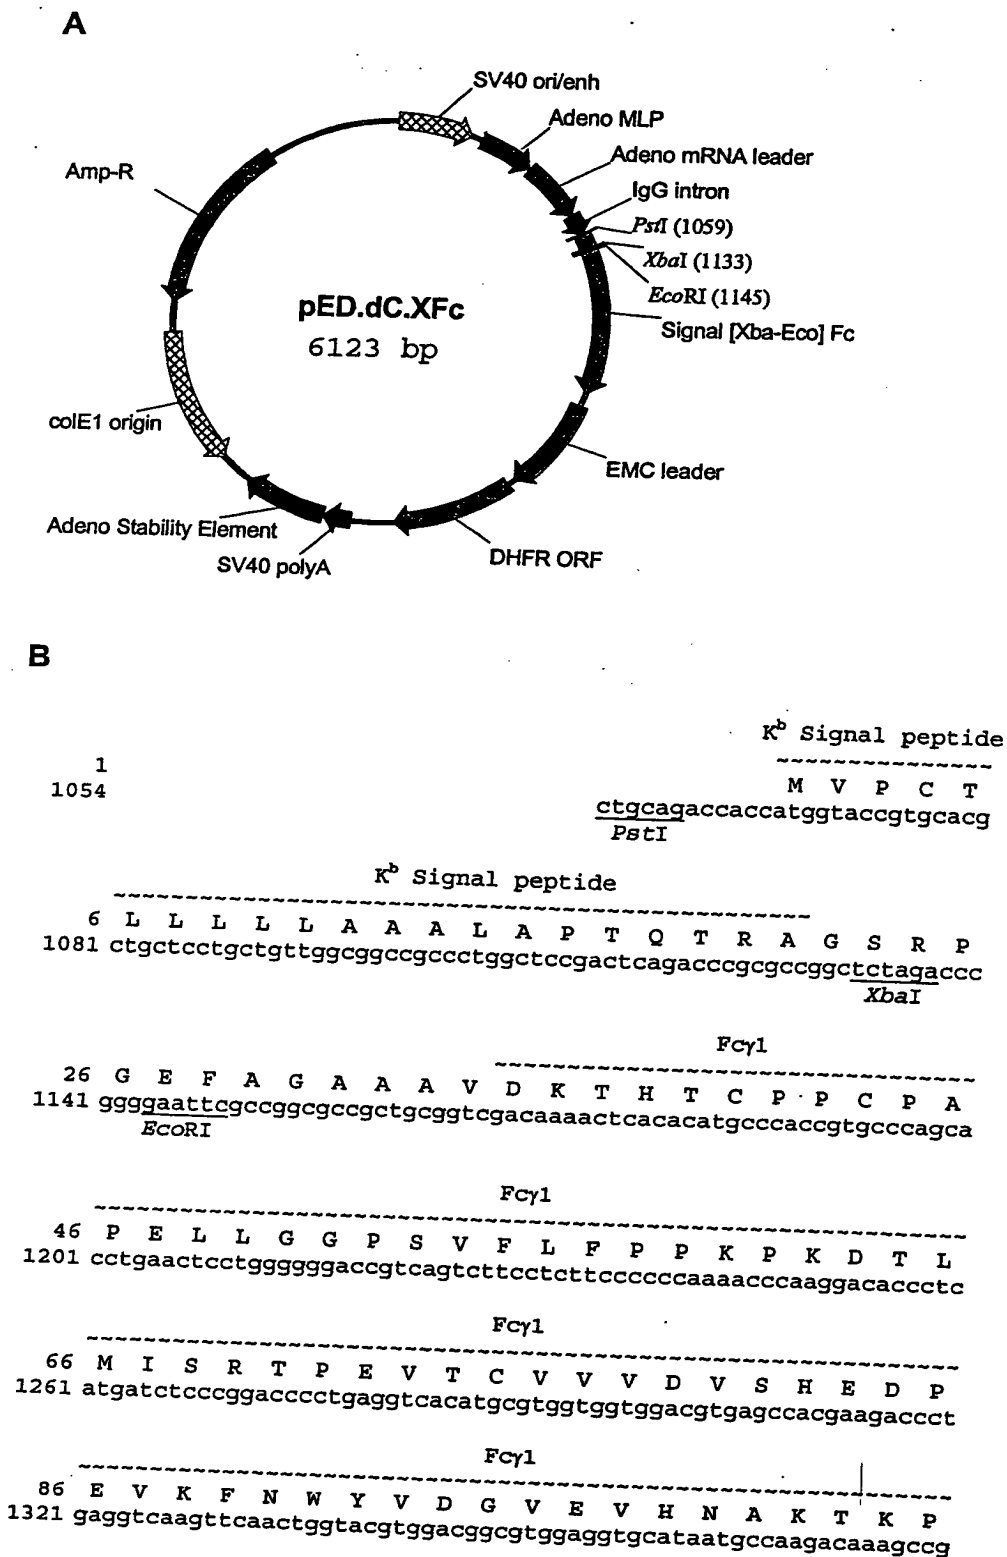 A
SV40 ori/enh
Adeno MLP
Adeno mRNA leader
IgG intron
PstI (1059)
XbaI (1133)
EcoRI (1145)
Signal [Xba-Eco] Fc
EMC leader
DHFR ORF
SV40 polyA
Adeno Stability Element
colE1 origin
Amp-R
pED.dC.XFc
6123 bp
B
Kᵇ Signal peptide
1 M V P C T
1054 ctgcagaccaccatggtaccgtgcacg
PstI
Kᵇ Signal peptide
6 L L L L L A A A L A P T Q T R A G S R P
1081 ctgctcctgctgttggcggccgccctggctccgactcagacccgcgccggctctagaccc
XbaI
Fcγ1
26 G E F A G A A A V D K T H T C P P C P A
1141 ggggaattcgccggcgccgctgcggtcgacaaaactcacacatgcccaccgtgcccagca
EcoRI
Fcγ1
46 P E L L G G P S V F L F P P K P K D T L
1201 cctgaactcctggggggaccgtcagtcttcctcttccccccaaaacccaaggacaccctc
Fcγ1
66 M I S R T P E V T C V V V D V S H E D P
1261 atgatctcccggacccctgaggtcacatgcgtggtggtggacgtgagccacgaagaccct
Fcγ1
86 E V K F N W Y V D G V E V H N A K T K P
1321 gaggtcaagttcaactggtacgtggacggcgtggaggtgcataatgccaagacaaagccg